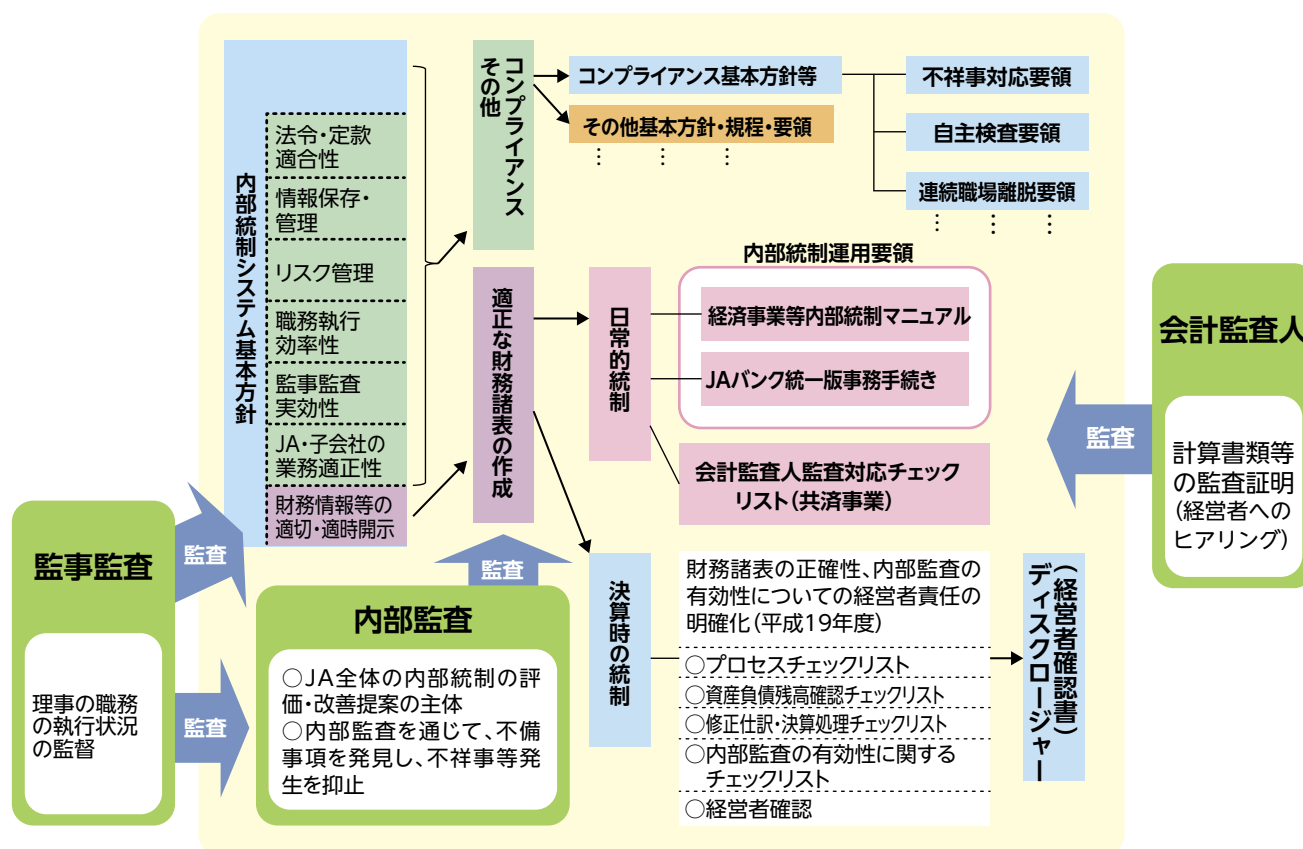 内部統制システム基本方針
法令・定款
適合性
情報保存・
管理
リスク管理
職務執行
効率性
監事監査
実効性
JA・子会社の
業務適正性
財務情報等の
適切・適時開示
コンプライアンス
その他
コンプライアンス基本方針等
その他基本方針・規程・要領
⋮ ⋮ ⋮
不祥事対応要領
自主検査要領
連続職場離脱要領
⋮ ⋮ ⋮
適正な財務諸表の作成
日常的統制
内部統制運用要領
経済事業等内部統制マニュアル
JAバンク統一版事務手続き
会計監査人監査対応チェック
リスト(共済事業)
決算時の統制
財務諸表の正確性、内部監査の
有効性についての経営者責任の
明確化(平成19年度)
○プロセスチェックリスト
○資産負債残高確認チェックリスト
○修正仕訳・決算処理チェックリスト
○内部監査の有効性に関する
チェックリスト
○経営者確認
(経営者確認書)
ディスクロージャー
監事監査
理事の職務
の執行状況
の監督
監査
監査
内部監査
○JA全体の内部統制の評
価・改善提案の主体
○内部監査を通じて、不備
事項を発見し、不祥事等発
生を抑止
監査
会計監査人
計算書類等
の監査証明
(経営者への
ヒアリング)
監査